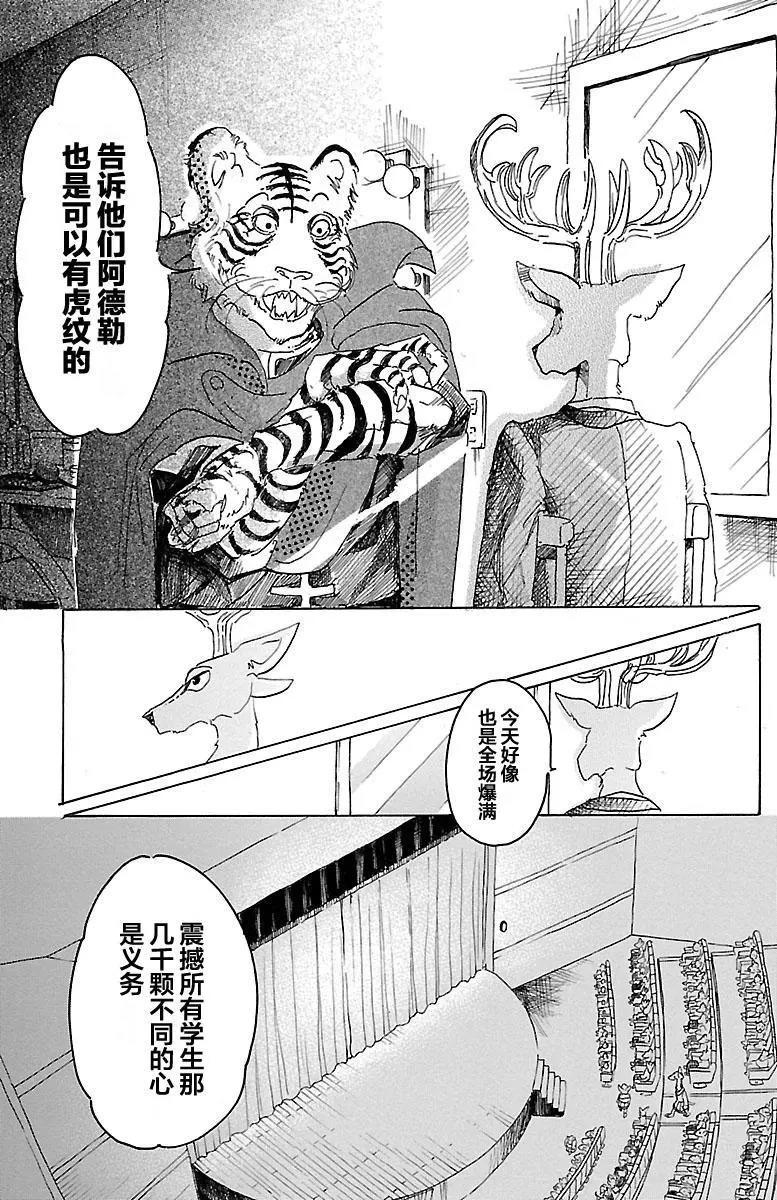 告诉他们阿德勒
也是可以有虎纹的
今天好像
也是全场爆满
震撼所有学生那
几千颗不同的心
是义务